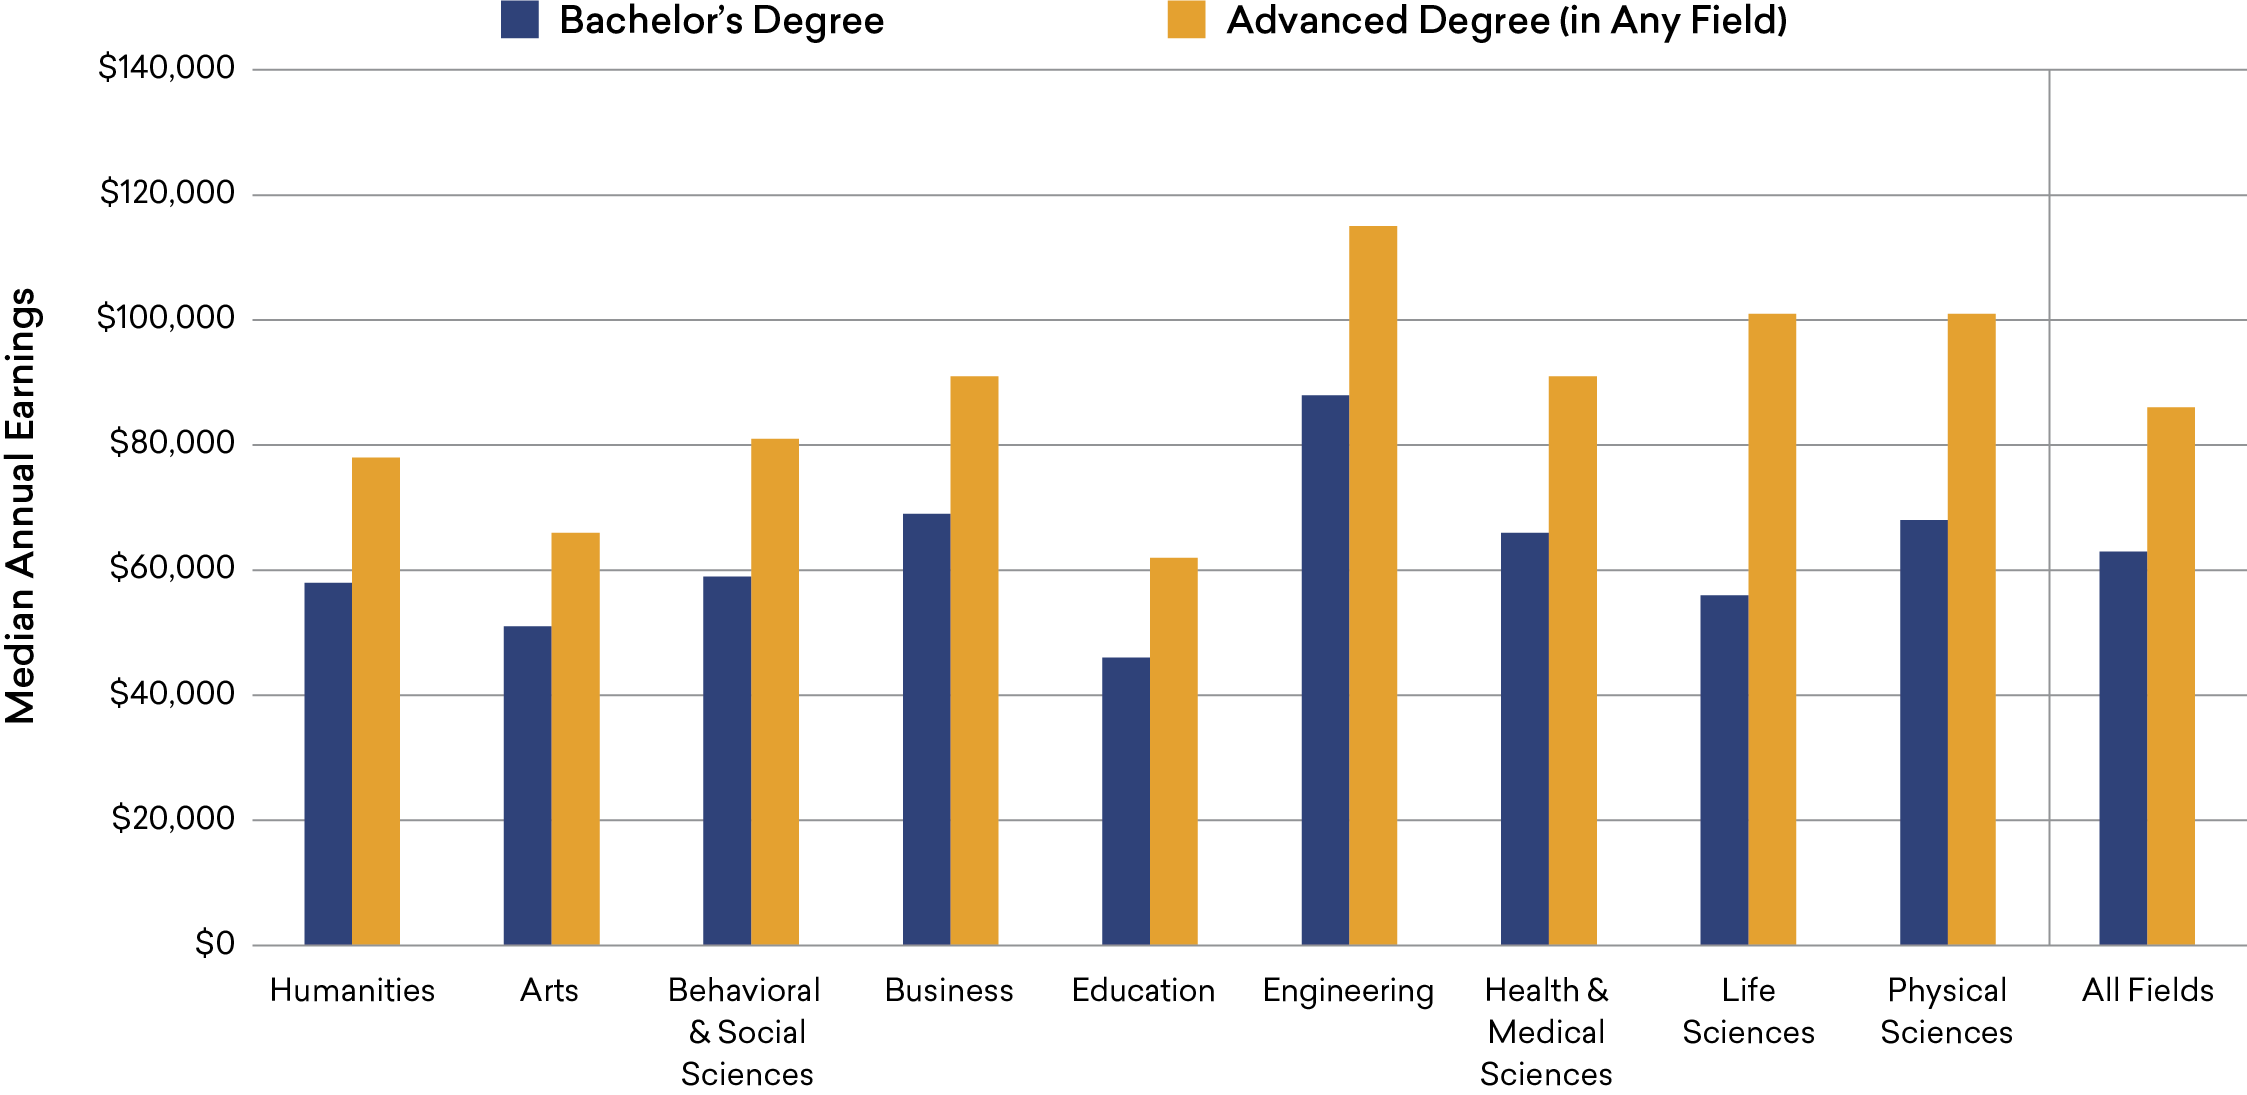 Bachelor’s Degree
Advanced Degree (in Any Field)
Median Annual Earnings
$140,000
$120,000
$100,000
$80,000
$60,000
$40,000
$20,000
$0
Humanities
Arts
Behavioral
& Social
Sciences
Business
Education
Engineering
Health &
Medical
Sciences
Life
Sciences
Physical
Sciences
All Fields